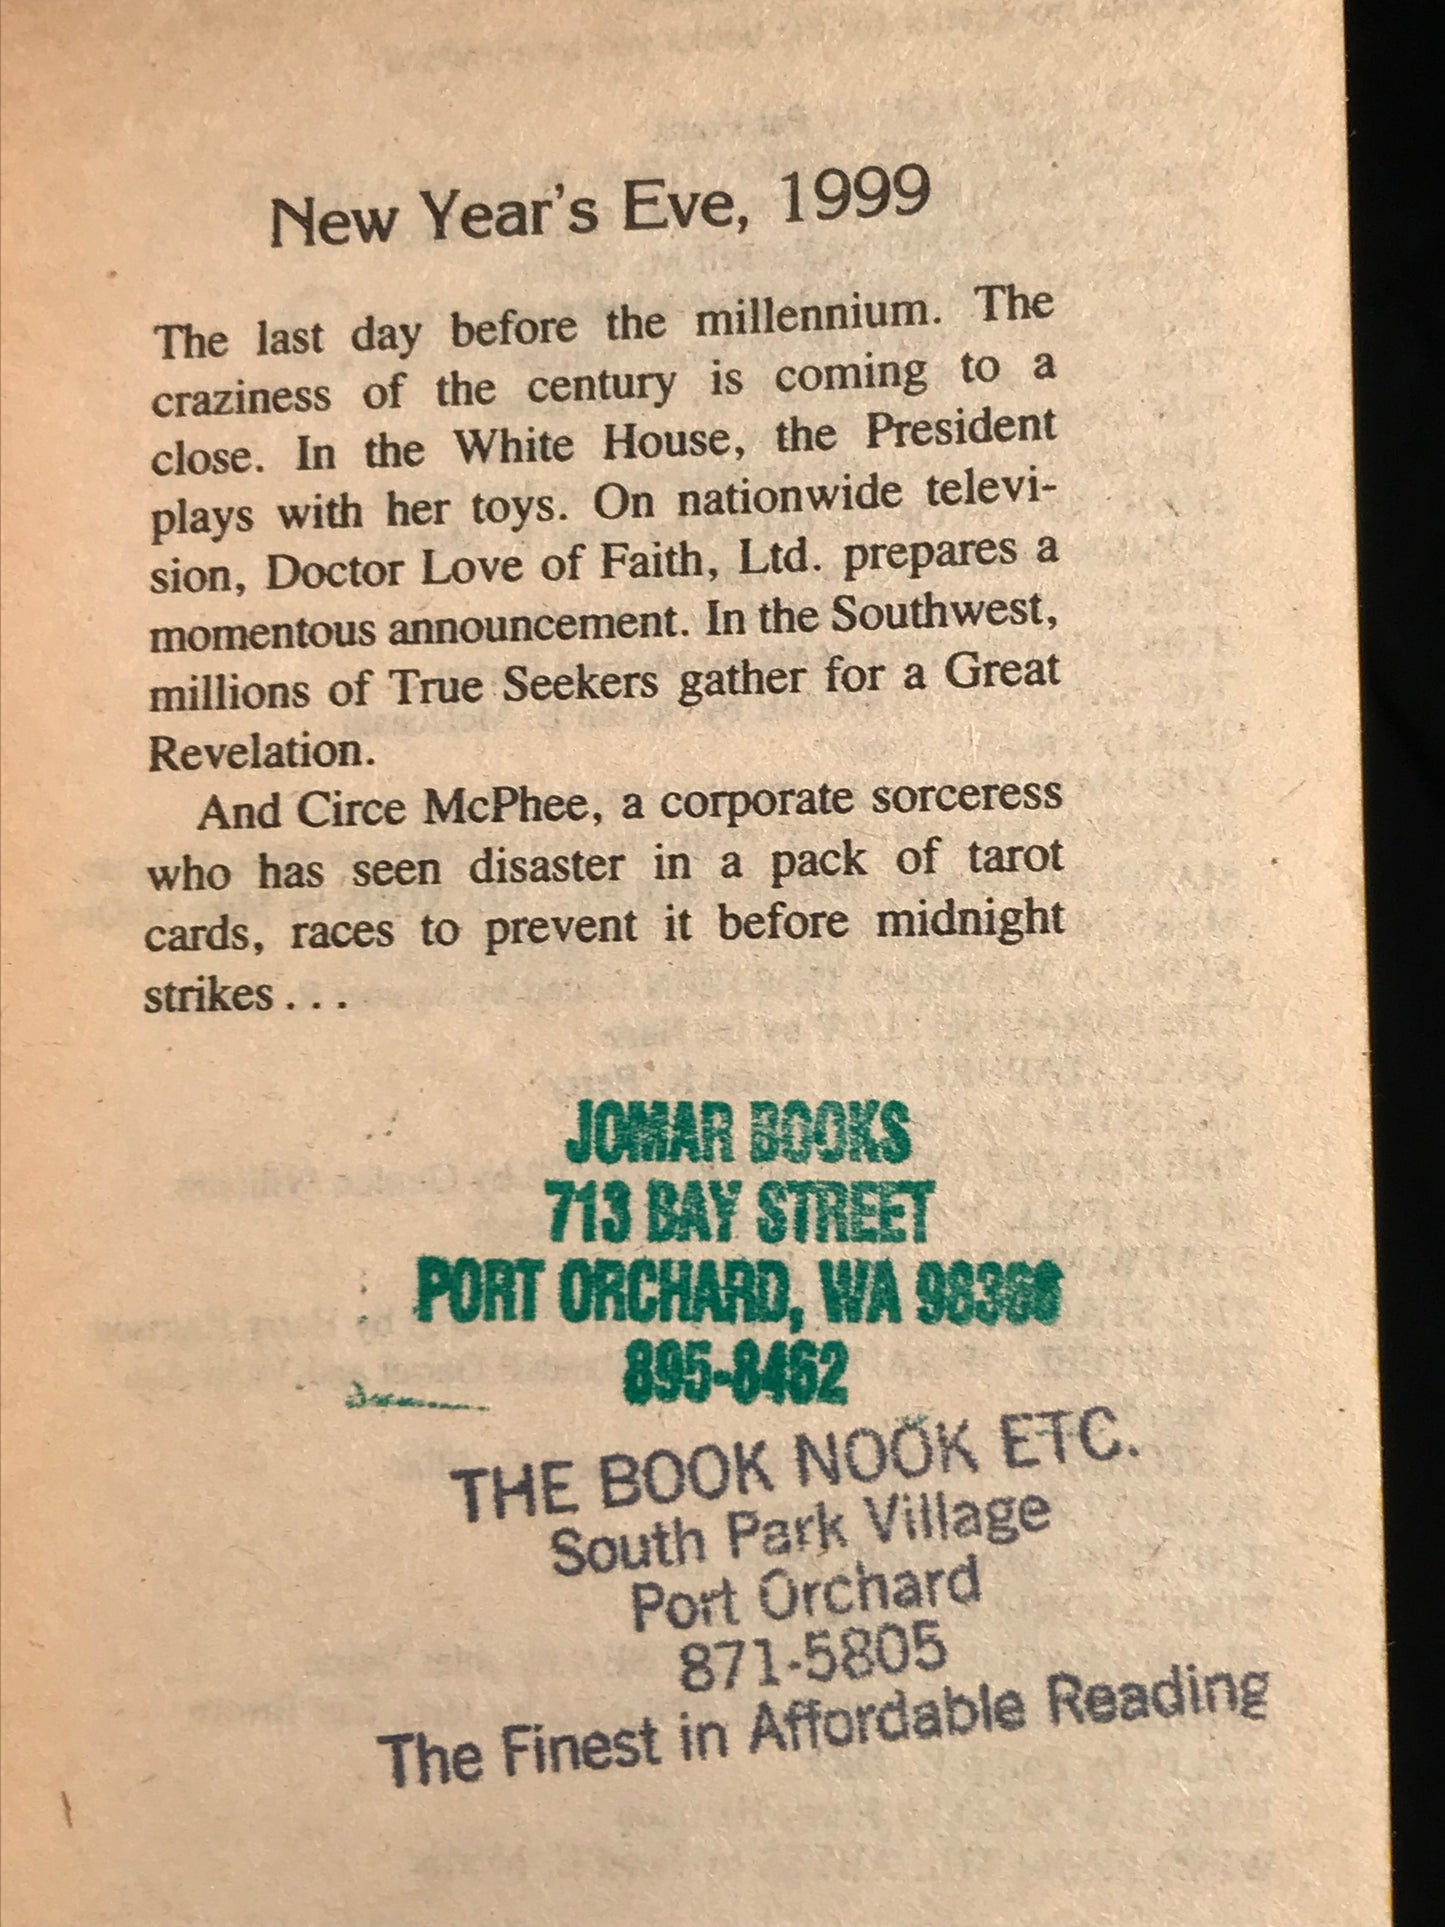 New Year's Eve, 1999
The last day before the millennium. The
craziness of the century is coming to a
close. In the White House, the President
plays with her toys. On nationwide televi-
sion, Doctor Love of Faith, Ltd. prepares a
momentous announcement. In the Southwest,
millions of True Seekers gather for a Great
Revelation.
And Circe McPhee, a corporate sorceress
who has seen disaster in a pack of tarot
cards, races to prevent it before midnight
strikes . . .
JOMAR BOOKS
713 BAY STREET
PORT ORCHARD, WA 98366
895-8462
THE BOOK NOOK ETC.
South Park Village
Port Orchard
871-5805
The Finest in Affordable Reading